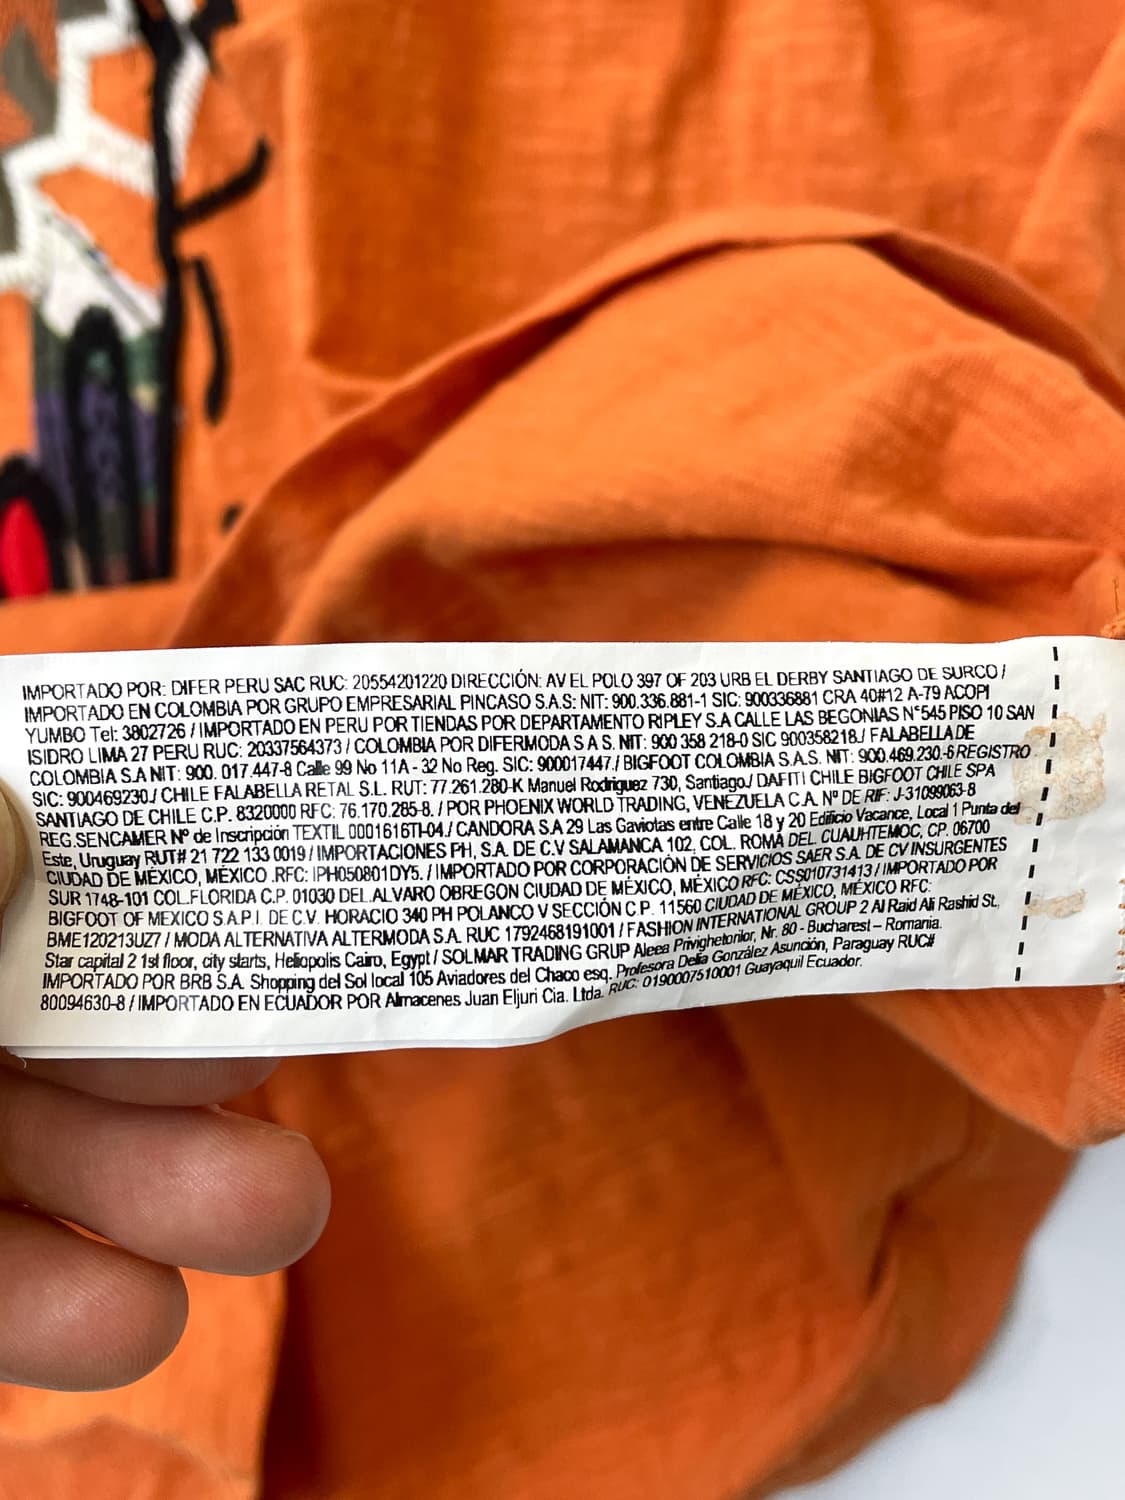 IMPORTADO POR: DIFER PERU SAC RUC: 20554201220 DIRECCIÓN: AV EL POLO 397 OF 203 URB EL DERBY SANTIAGO DE SURCO /
IMPORTADO EN COLOMBIA POR GRUPO EMPRESARIAL PINCASO S.A.S: NIT: 900.336.881-1 SIC: 900336881 CRA 40#12 A-79 ACOPI
YUMBO Tel: 3802726 / IMPORTADO EN PERU POR TIENDAS POR DEPARTAMENTO RIPLEY S.A CALLE LAS BEGONIAS N°545 PISO 10 SAN
ISIDRO LIMA 27 PERU RUC: 20337564373 / COLOMBIA POR DIFERMODA S A S. NIT: 900 358 218-0 SIC 900358218./ FALABELLA DE
COLOMBIA S.A NIT: 900. 017.447-8 Calle 99 No 11A - 32 No Reg. SIC: 900017447./ BIGFOOT COLOMBIA S.A.S. NIT: 900.469.230.-6 REGISTRO
SIC: 900469230./ CHILE FALABELLA RETAL S.L. RUT: 77.261.280-K Manuel Rodriguez 730, Santiago./ DAFITI CHILE BIGFOOT CHILE SPA
SANTIAGO DE CHILE C.P. 8320000 RFC: 76.170.285-8. / POR PHOENIX WORLD TRADING, VENEZUELA C.A. Nº DE RIF: J-31099063-8
REG.SENCAMER Nº de Inscripción TEXTIL 0001616TI-04./ CANDORA S.A 29 Las Gaviotas entre Calle 18 y 20 Edificio Vacance, Local 1 Punta del
Este, Uruguay RUT# 21 722 133 0019 / IMPORTACIONES PH, S.A. DE C.V SALAMANCA 102, COL. ROMA DEL. CUAUHTEMOC, CP. 06700
CIUDAD DE MÉXICO, MÉXICO .RFC: IPH050801DY5. / IMPORTADO POR CORPORACIÓN DE SERVICIOS SAER S.A. DE CV INSURGENTES
SUR 1748-101 COL.FLORIDA C.P. 01030 DEL.ALVARO OBREGON CIUDAD DE MÉXICO, MÉXICO RFC: CSS010731413 / IMPORTADO POR
BIGFOOT OF MEXICO S.A.P.I. DE C.V. HORACIO 340 PH POLANCO V SECCIÓN C.P. 11560 CIUDAD DE MÉXICO, MÉXICO RFC:
BME120213UZ7 / MODA ALTERNATIVA ALTERMODA S.A. RUC 1792468191001 / FASHION INTERNATIONAL GROUP 2 Al Raid Ali Rashid St.,
Star capital 2 1st floor, city starts, Heliopolis Cairo, Egypt / SOLMAR TRADING GRUP Aleea Privighetorilor, Nr. 80 - Bucharest – Romania.
IMPORTADO POR BRB S.A. Shopping del Sol local 105 Aviadores del Chaco esq. Profesora Delia González Asunción, Paraguay RUC#
80094630-8 / IMPORTADO EN ECUADOR POR Almacenes Juan Eljuri Cia. Ltda. RUC: 0190007510001 Guayaquil Ecuador.